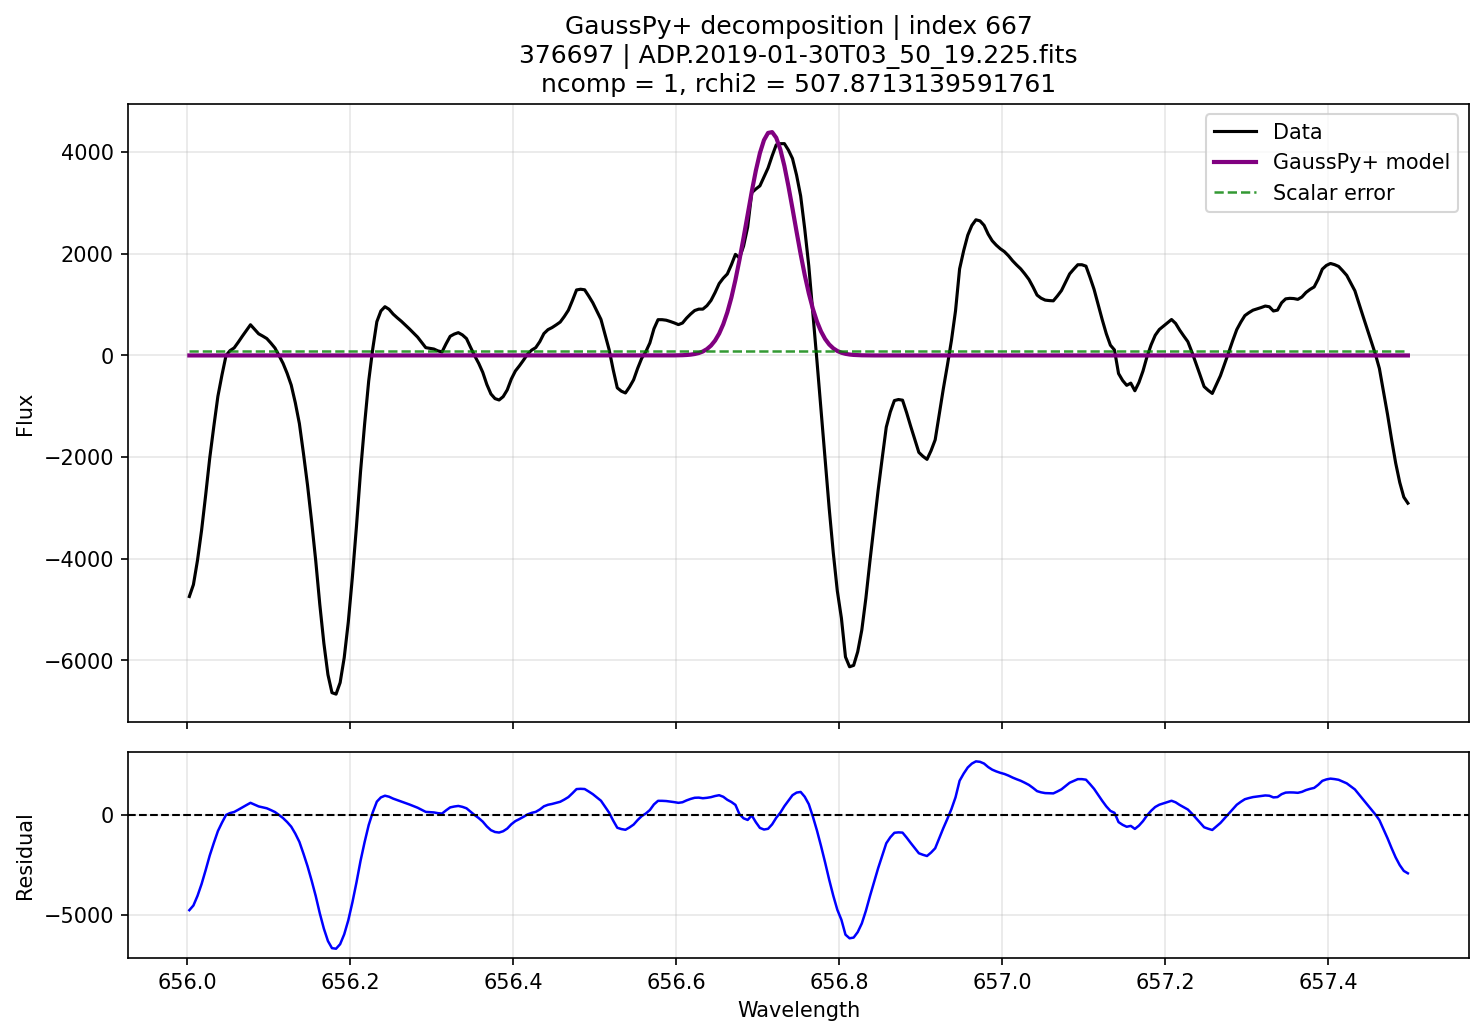 GaussPy+ decomposition | index 667
376697 | ADP.2019-01-30T03_50_19.225.fits
ncomp = 1, rchi2 = 507.8713139591761
Data
GaussPy+ model
Scalar error
4000
2000
0
−2000
−4000
−6000
Flux
0
−5000
Residual
656.0
656.2
656.4
656.6
656.8
657.0
657.2
657.4
Wavelength